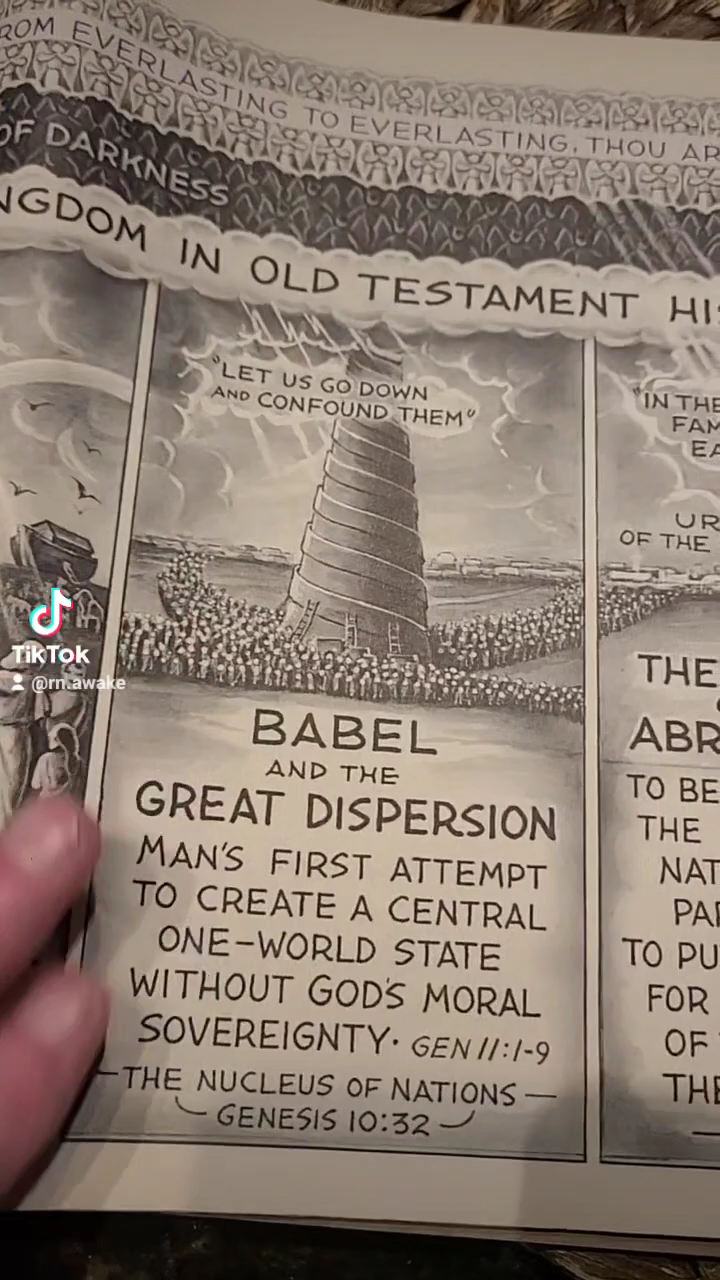 ROM EVERLASTING TO EVERLASTING, THOU AR
OF DARKNESS
NGDOM IN OLD TESTAMENT HIS
"LET US GO DOWN
AND CONFOUND THEM"
BABEL
AND THE
GREAT DISPERSION
MAN'S FIRST ATTEMPT
TO CREATE A CENTRAL
ONE-WORLD STATE
WITHOUT GOD'S MORAL
SOVEREIGNTY. GEN 11:1-9
—THE NUCLEUS OF NATIONS—
GENESIS 10:32
"IN THE
FAM
EA
UR
OF THE
THE
ABR
TO BE
THE
NAT
PAR
TO PU
FOR
OF
THE
TikTok
@rn.awake